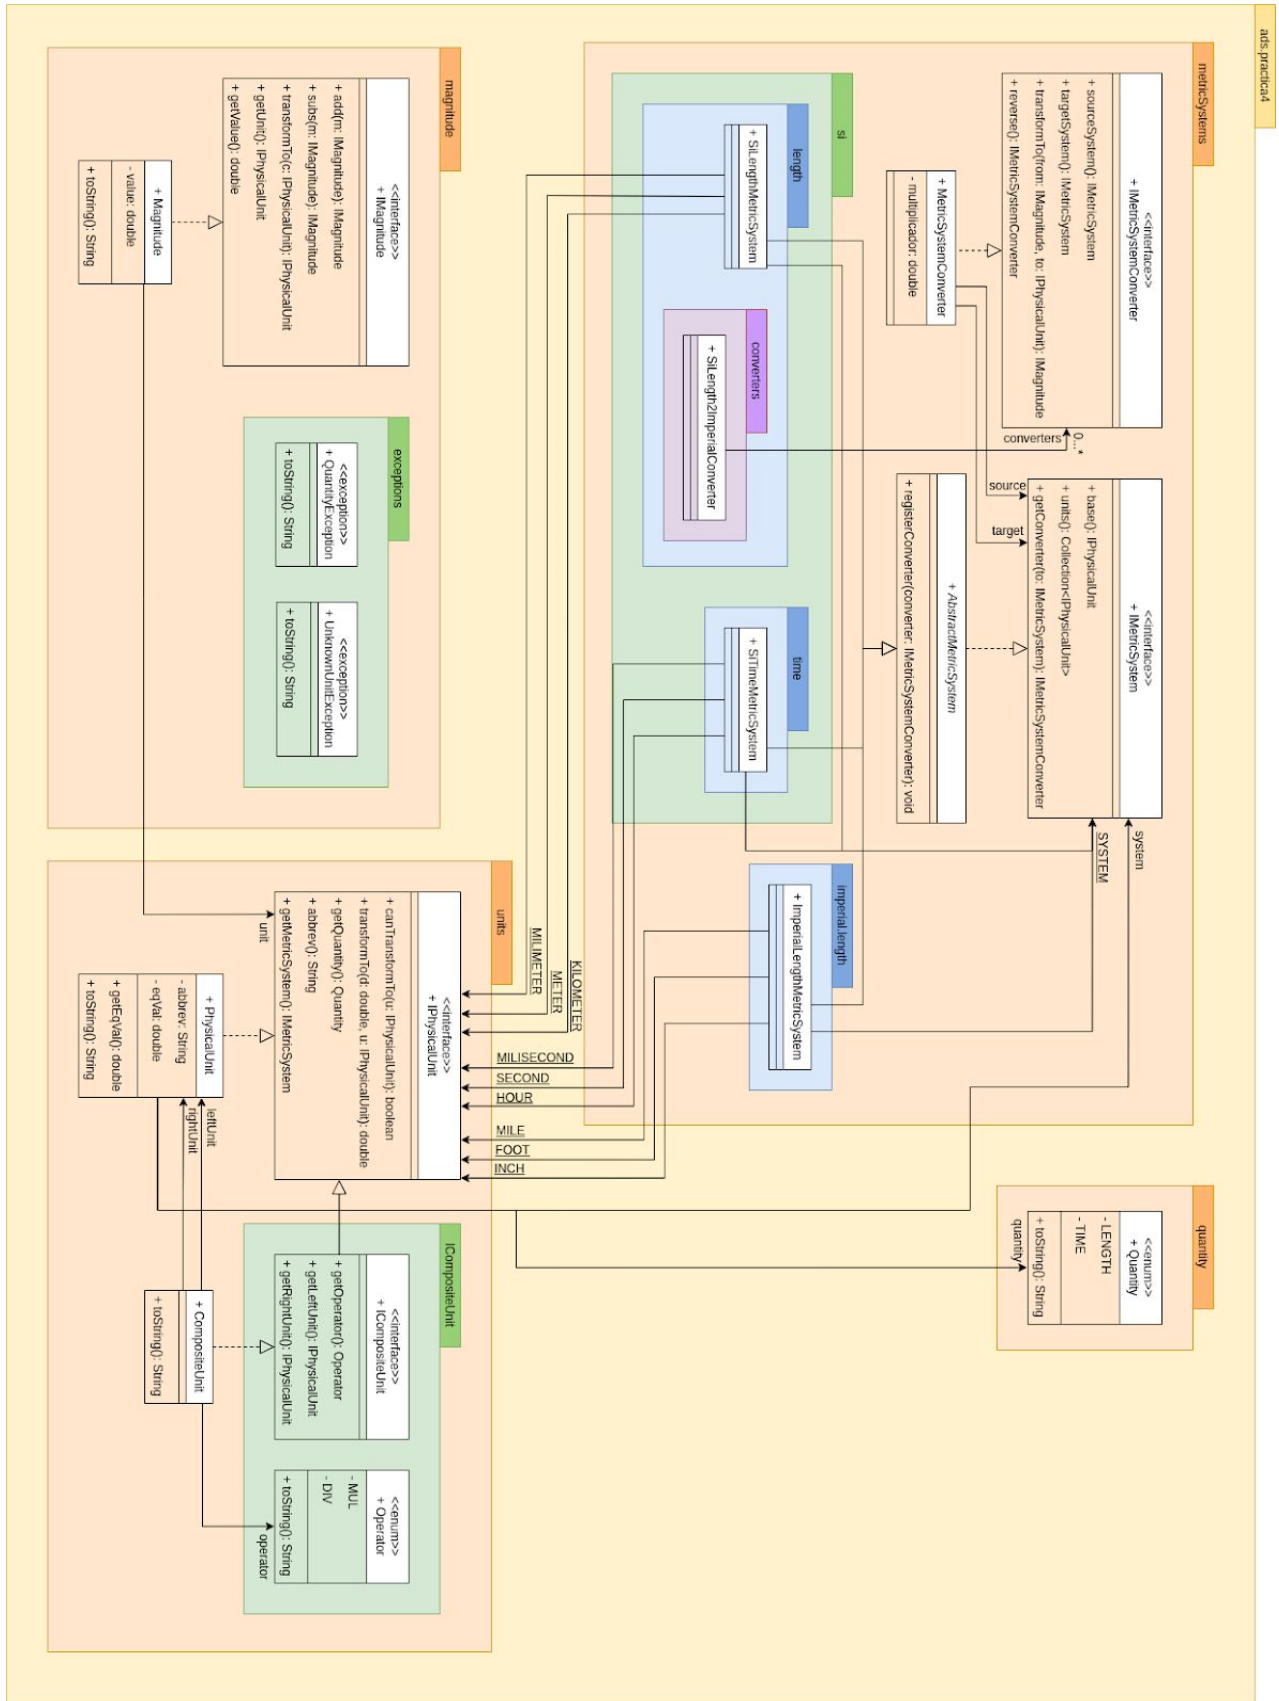 ads.practica4
metricSystems
<<interface>>
+ IMetricSystemConverter
+ sourceSystem(): IMetricSystem
+ targetSystem(): IMetricSystem
+ transformTo(from: IMagnitude, to: IPhysicalUnit): IMagnitude
+ reverse(): IMetricSystemConverter
converters
0...*
<<interface>>
+ IMetricSystem
+ base(): IPhysicalUnit
+ units(): Collection<IPhysicalUnit>
+ getConverter(to: IMetricSystem): IMetricSystemConverter
system
SYSTEM
source
target
+ MetricSystemConverter
- multiplicador: double
+ AbstractMetricSystem
+ registerConverter(converter: IMetricSystemConverter): void
si
length
+ SiLengthMetricSystem
converters
+ SiLength2ImperialConverter
time
+ SiTimeMetricSystem
imperial.length
+ ImperialLengthMetricSystem
quantity
<<enum>>
+ Quantity
- LENGTH
- TIME
+ toString(): String
quantity
magnitude
<<interface>>
+ IMagnitude
+ add(m: IMagnitude): IMagnitude
+ subs(m: IMagnitude): IMagnitude
+ transformTo(c: IPhysicalUnit): IPhysicalUnit
+ getUnit(): IPhysicalUnit
+ getValue(): double
+ Magnitude
- value: double
+ toString(): String
exceptions
<<exception>>
+ QuantityException
+ toString(): String
<<exception>>
+ UnknownUnitException
+ toString(): String
units
KILOMETER
METER
MILIMETER
MILISECOND
SECOND
HOUR
MILE
FOOT
INCH
<<interface>>
+ IPhysicalUnit
+ canTransformTo(u: IPhysicalUnit): boolean
+ transformTo(d: double, u: IPhysicalUnit): double
+ getQuantity(): Quantity
+ abbrev(): String
+ getMetricSystem(): IMetricSystem
unit
+ PhysicalUnit
- abbrev: String
- eqVal: double
+ getEqVal(): double
+ toString(): String
leftUnit
rightUnit
ICompositeUnit
<<interface>>
+ ICompositeUnit
+ getOperator(): Operator
+ getLeftUnit(): IPhysicalUnit
+ getRightUnit(): IPhysicalUnit
<<enum>>
+ Operator
- MUL
- DIV
+ toString(): String
operator
+ CompositeUnit
+ toString(): String